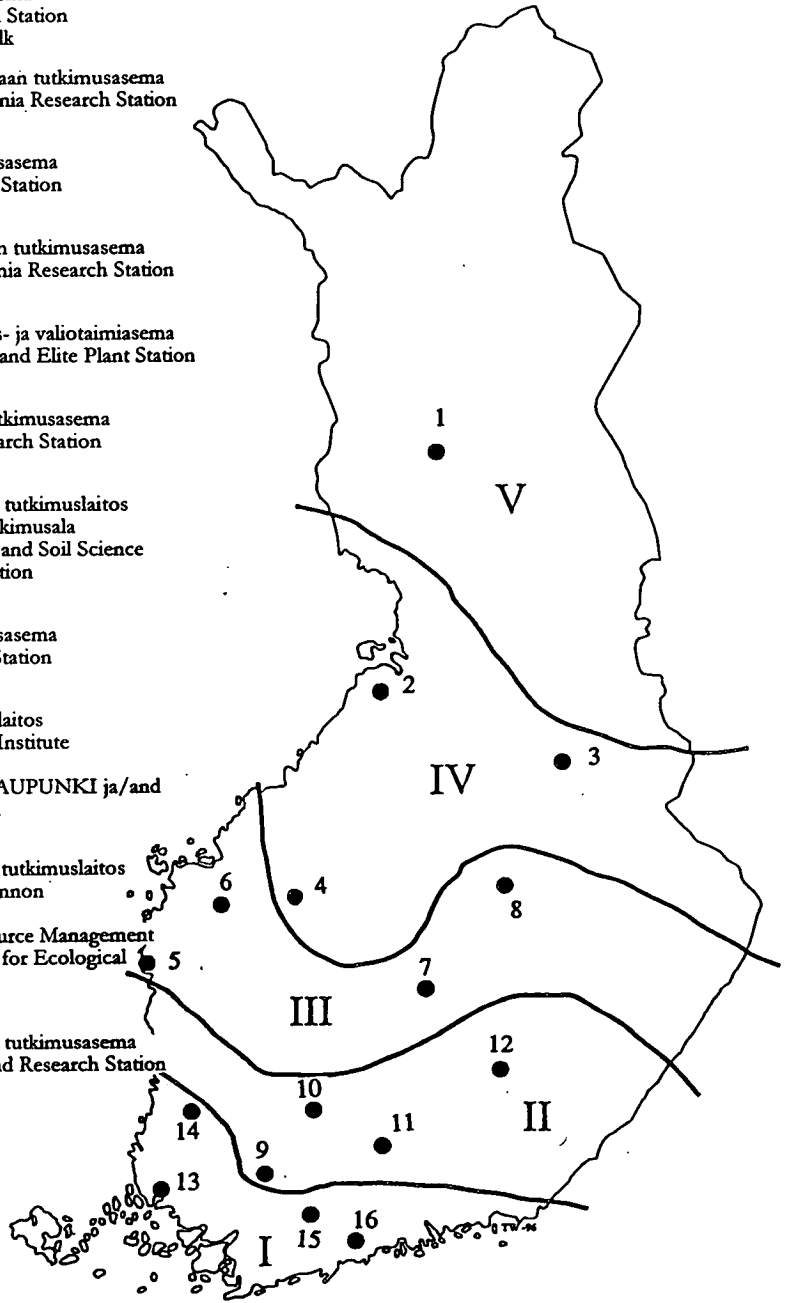 Station
lk
aan tutkimusasema
nia Research Station
sasema
Station
n tutkimusasema
nia Research Station
s- ja valiotaimiasema
and Elite Plant Station
tkimusasema
arch Station
tutkimuslaitos
kimusala
and Soil Science
tion
sasema
Station
laitos
Institute
AUPUNKI ja/and
tutkimuslaitos
nnon
urce Management
for Ecological
tutkimusasema
nd Research Station
1
V
2
3
IV
4
6
8
5
7
III
12
10
14
11
II
9
13
15
16
I